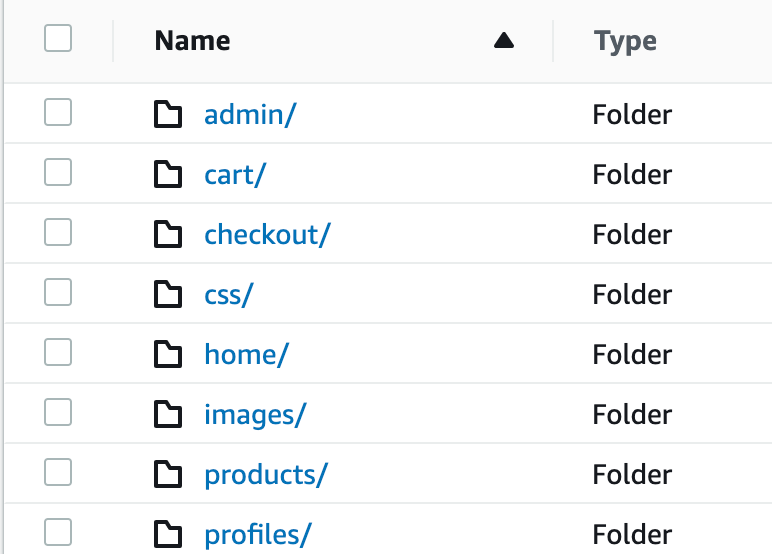 Name Type
admin/ Folder
cart/ Folder
checkout/ Folder
css/ Folder
home/ Folder
images/ Folder
products/ Folder
profiles/ Folder